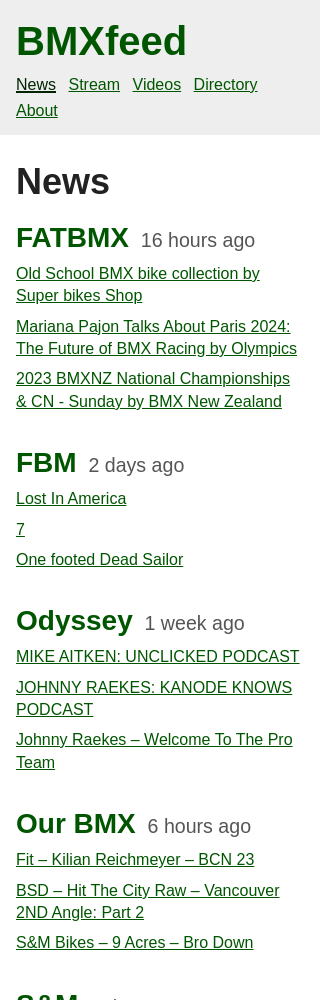 BMXfeed
News Stream Videos Directory
About
News
FATBMX 16 hours ago
Old School BMX bike collection by
Super bikes Shop
Mariana Pajon Talks About Paris 2024:
The Future of BMX Racing by Olympics
2023 BMXNZ National Championships
& CN - Sunday by BMX New Zealand
FBM 2 days ago
Lost In America
7
One footed Dead Sailor
Odyssey 1 week ago
MIKE AITKEN: UNCLICKED PODCAST
JOHNNY RAEKES: KANODE KNOWS
PODCAST
Johnny Raekes – Welcome To The Pro
Team
Our BMX 6 hours ago
Fit – Kilian Reichmeyer – BCN 23
BSD – Hit The City Raw – Vancouver
2ND Angle: Part 2
S&M Bikes – 9 Acres – Bro Down
S&M